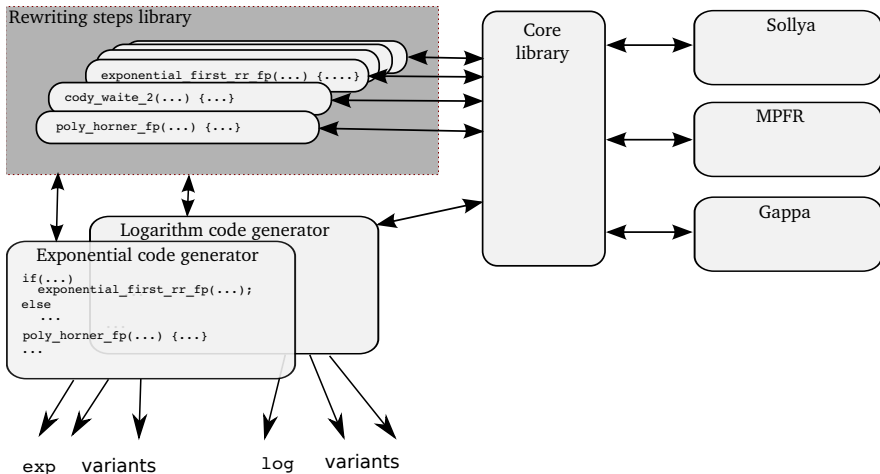 Rewriting steps library
exponential_first_rr_fp(...) {....}
cody_waite_2(...) {...}
poly_horner_fp(...) {...}
Core
library
Sollya
MPFR
Gappa
Logarithm code generator
...
Exponential code generator
if(...)
exponential_first_rr_fp(...);
else
...
poly_horner_fp(...) {...}
...
exp variants
log variants